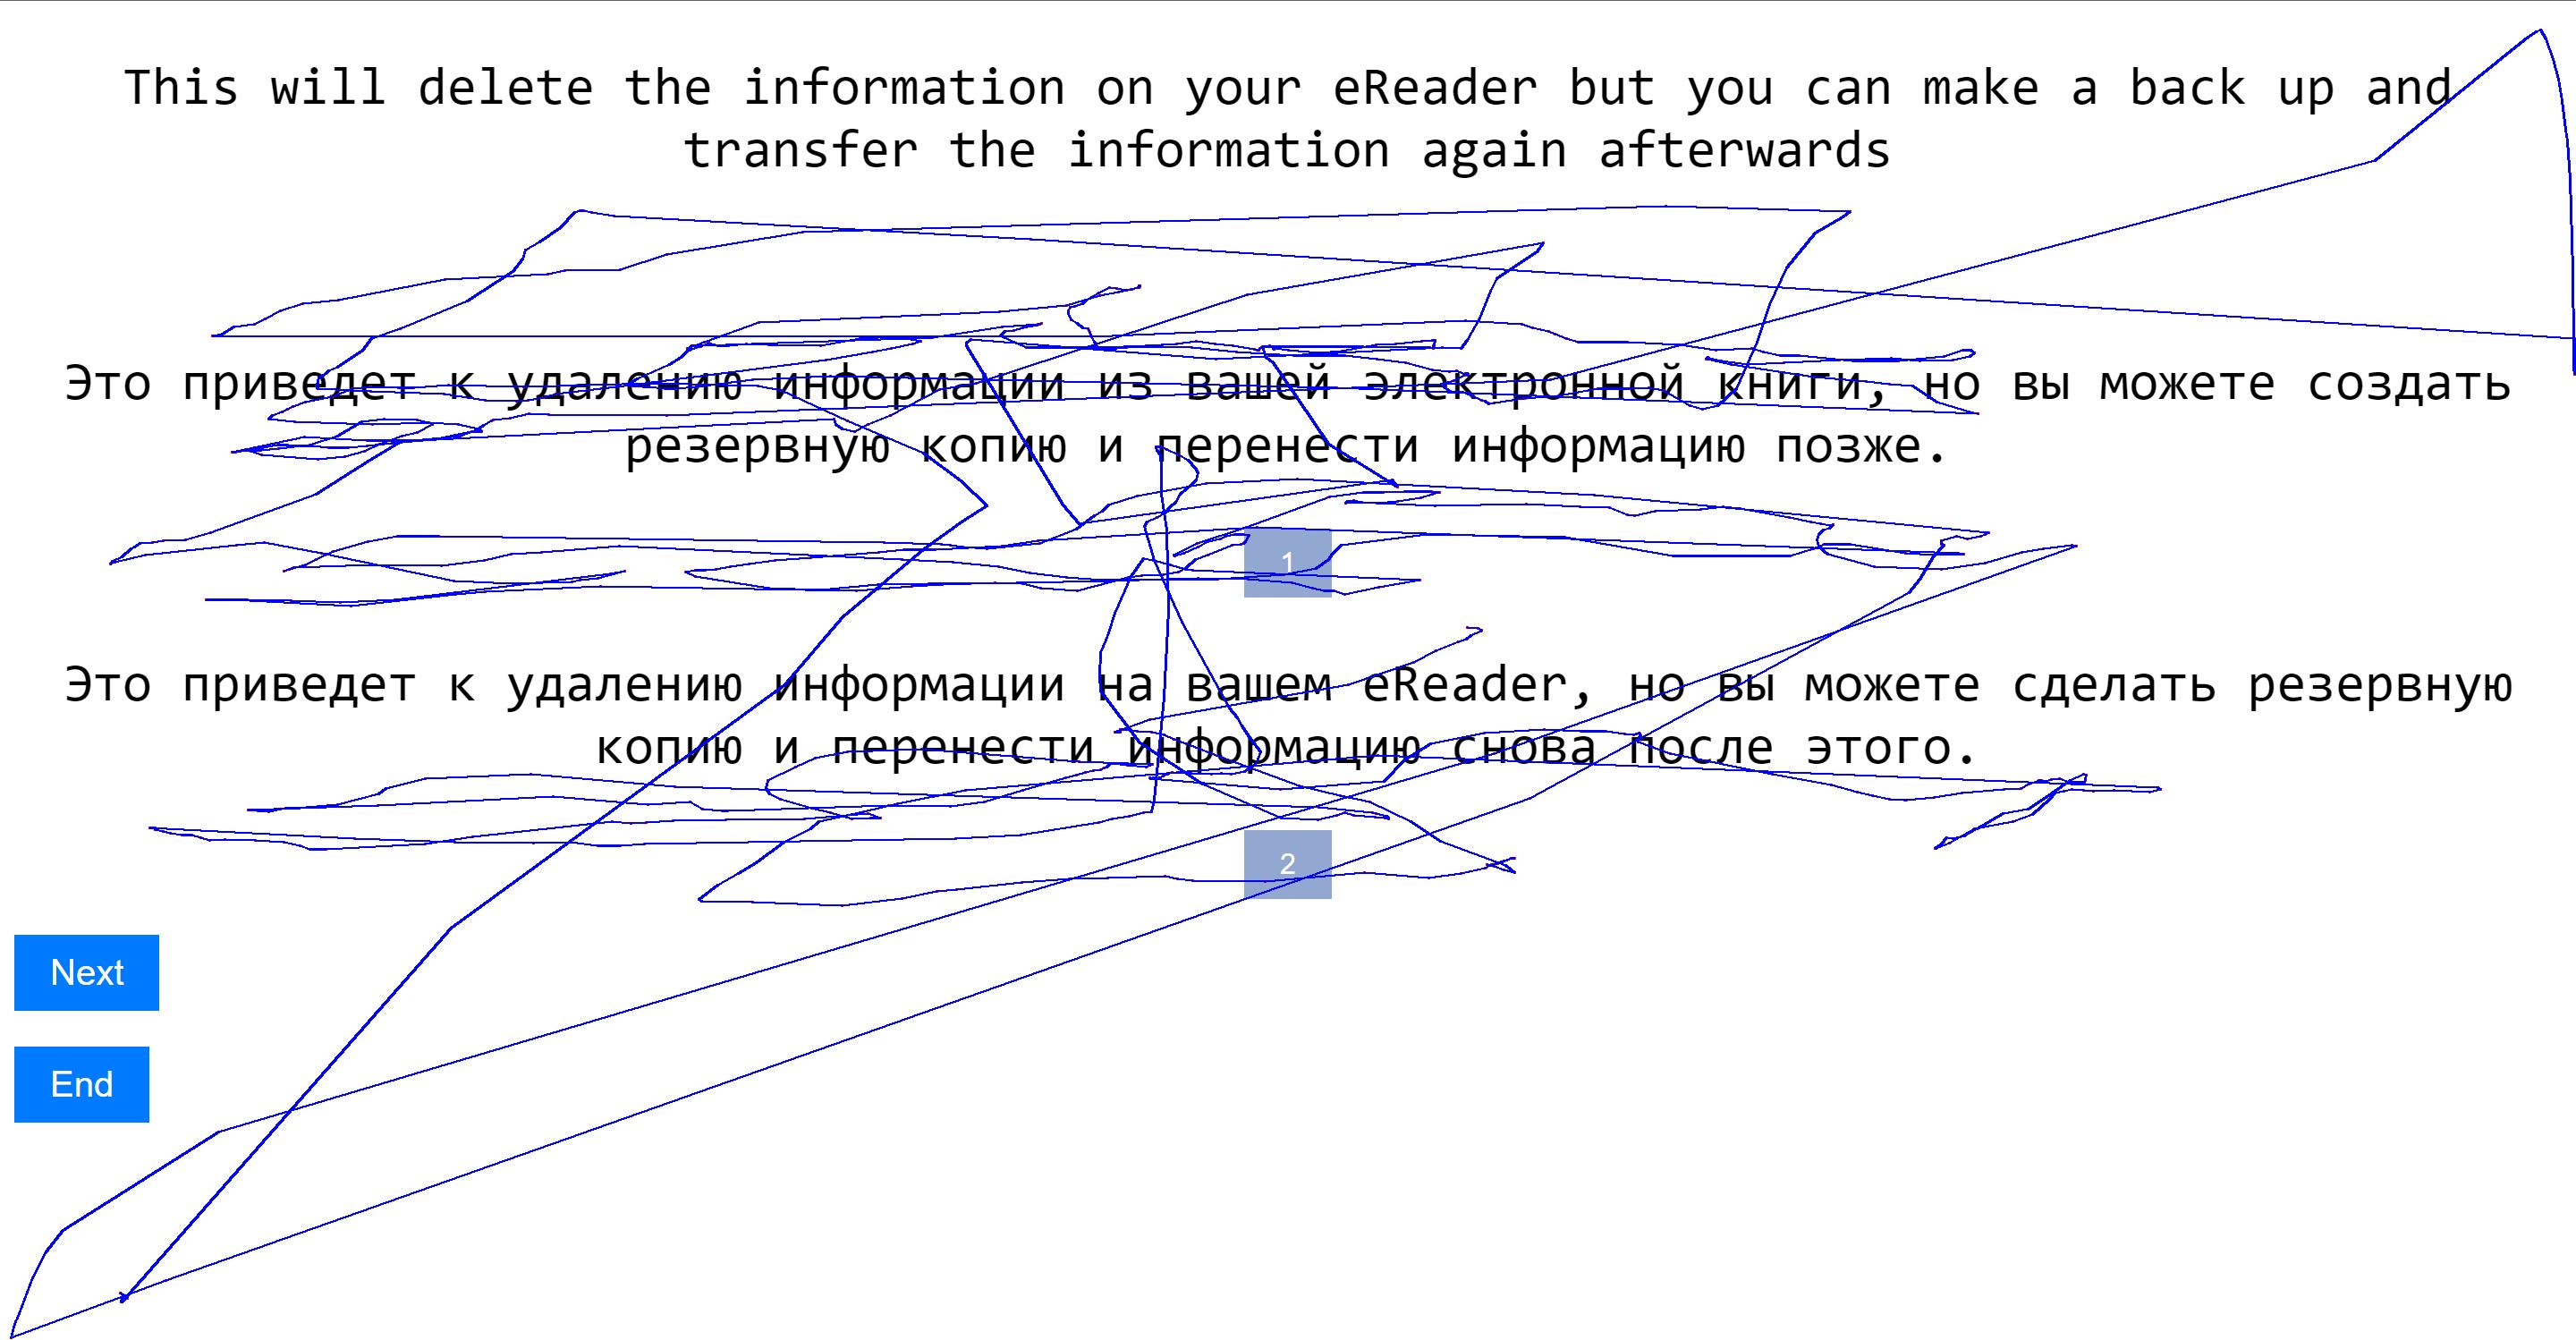 This will delete the information on your eReader but you can make a back up and
transfer the information again afterwards
Это приведет к удалению информации из вашей электронной книги, но вы можете создать
резервную копию и перенести информацию позже.
1
Это приведет к удалению информации на вашем eReader, но вы можете сделать резервную
копию и перенести информацию снова после этого.
2
Next
End